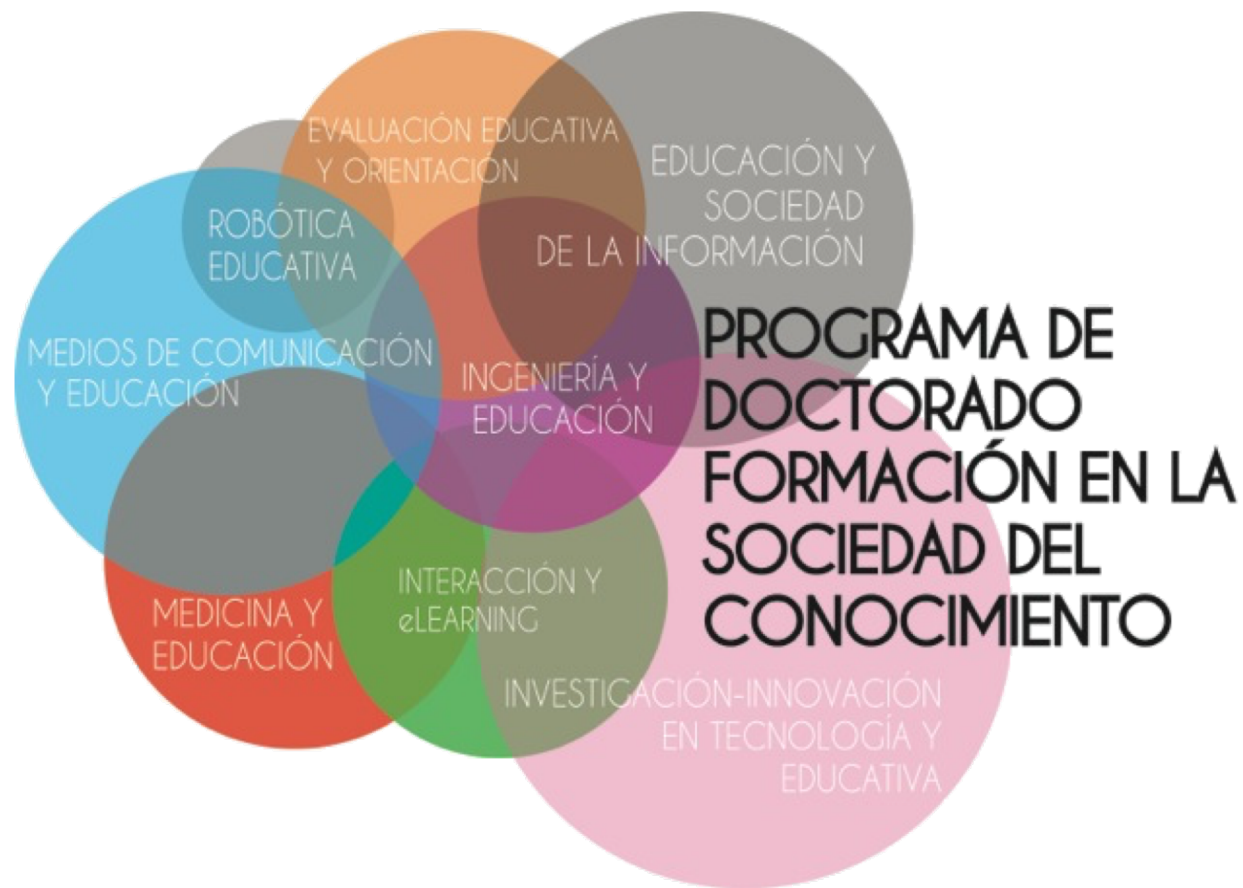 EVALUACIÓN EDUCATIVA
Y ORIENTACIÓN
EDUCACIÓN Y
SOCIEDAD
DE LA INFORMACIÓN
ROBÓTICA
EDUCATIVA
MEDIOS DE COMUNICACIÓN
Y EDUCACIÓN
INGENIERÍA Y
EDUCACIÓN
PROGRAMA DE
DOCTORADO
FORMACIÓN EN LA
SOCIEDAD DEL
CONOCIMIENTO
INTERACCIÓN Y
eLEARNING
MEDICINA Y
EDUCACIÓN
INVESTIGACIÓN-INNOVACIÓN
EN TECNOLOGÍA Y
EDUCATIVA